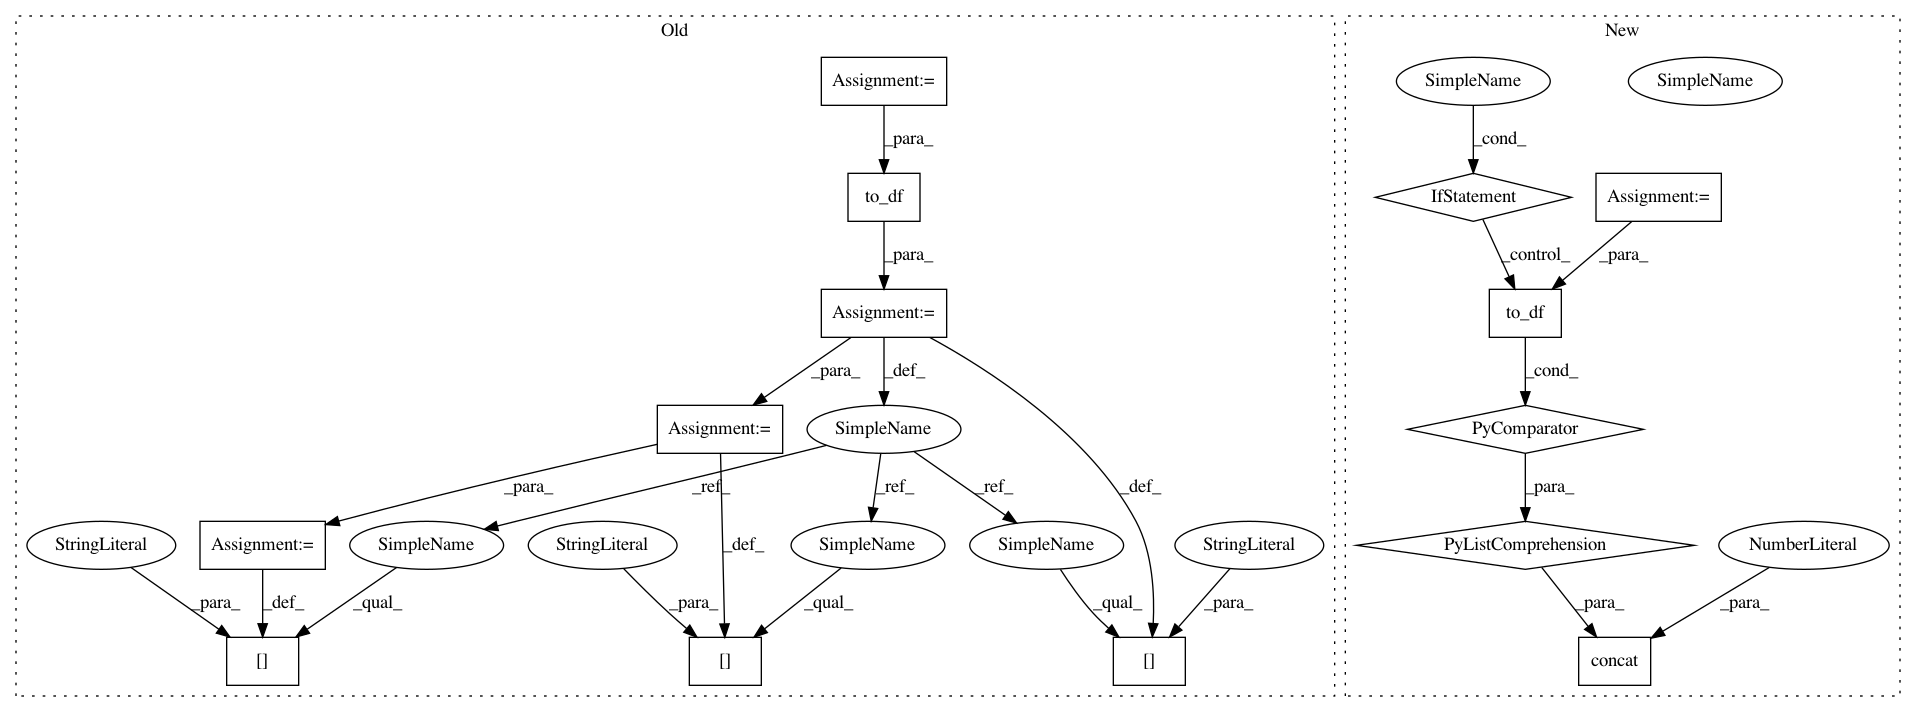 Old
New
Assignment:=
SimpleName
SimpleName
_para_
_cond_
to_df
IfStatement
Assignment:=
_para_
_control_
_para_
Assignment:=
to_df
_para_
_def_
_cond_
Assignment:=
SimpleName
PyComparator
_para_
_ref_
_ref_
_ref_
_def_
_para_
StringLiteral
Assignment:=
SimpleName
StringLiteral
_def_
SimpleName
SimpleName
StringLiteral
PyListComprehension
NumberLiteral
_para_
_def_
_qual_
_para_
_qual_
_qual_
_para_
_para_
_para_
[]
[]
[]
concat